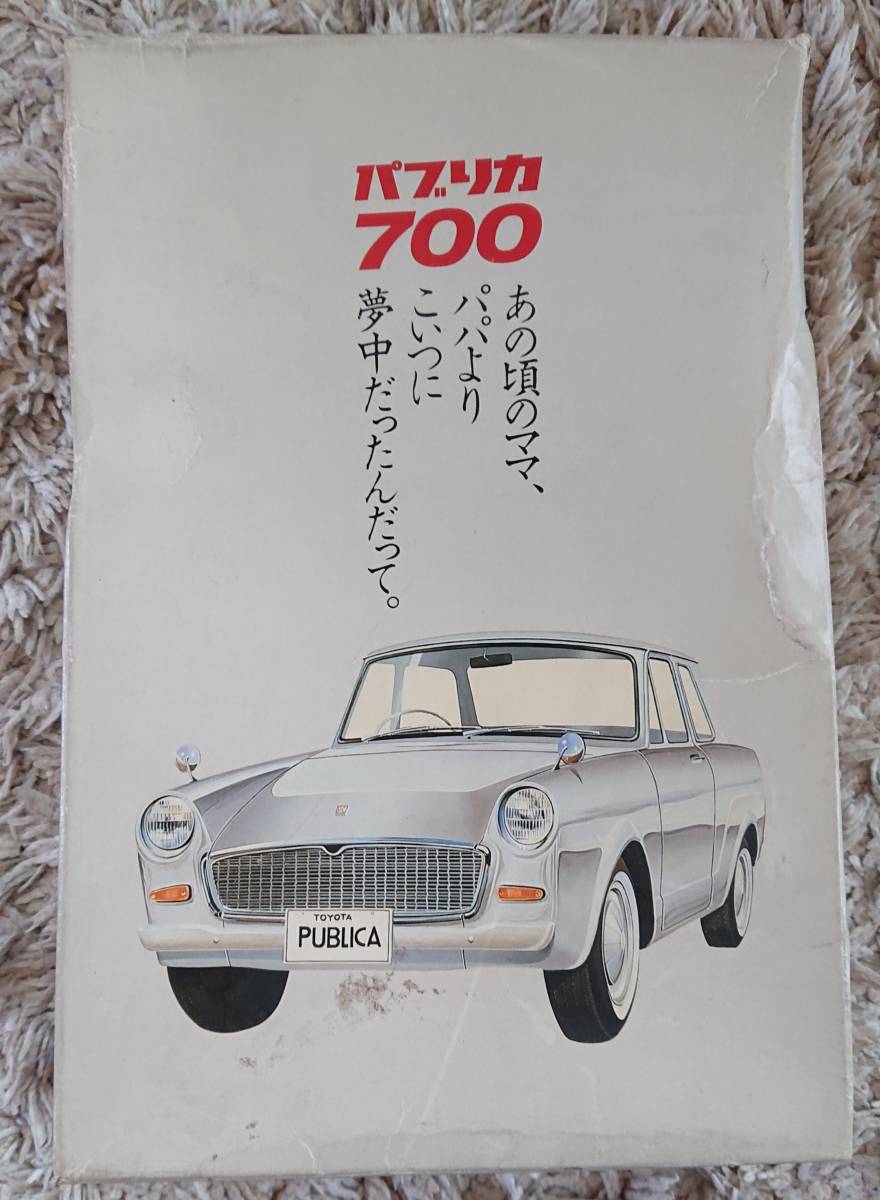 パブリカ
700
あの頃のママ、
パパより
こいつに
夢中だったんだって。
TOYOTA
PUBLICA